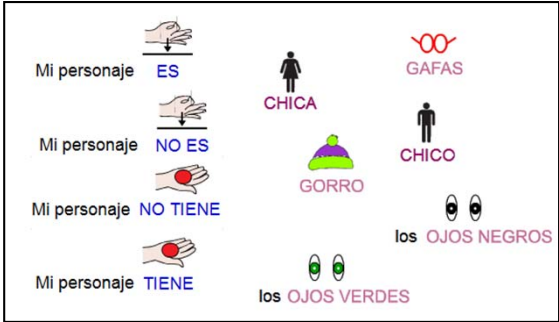 Mi personaje ES
Mi personaje NO ES
Mi personaje NO TIENE
Mi personaje TIENE
CHICA
GAFAS
CHICO
GORRO
los OJOS NEGROS
los OJOS VERDES